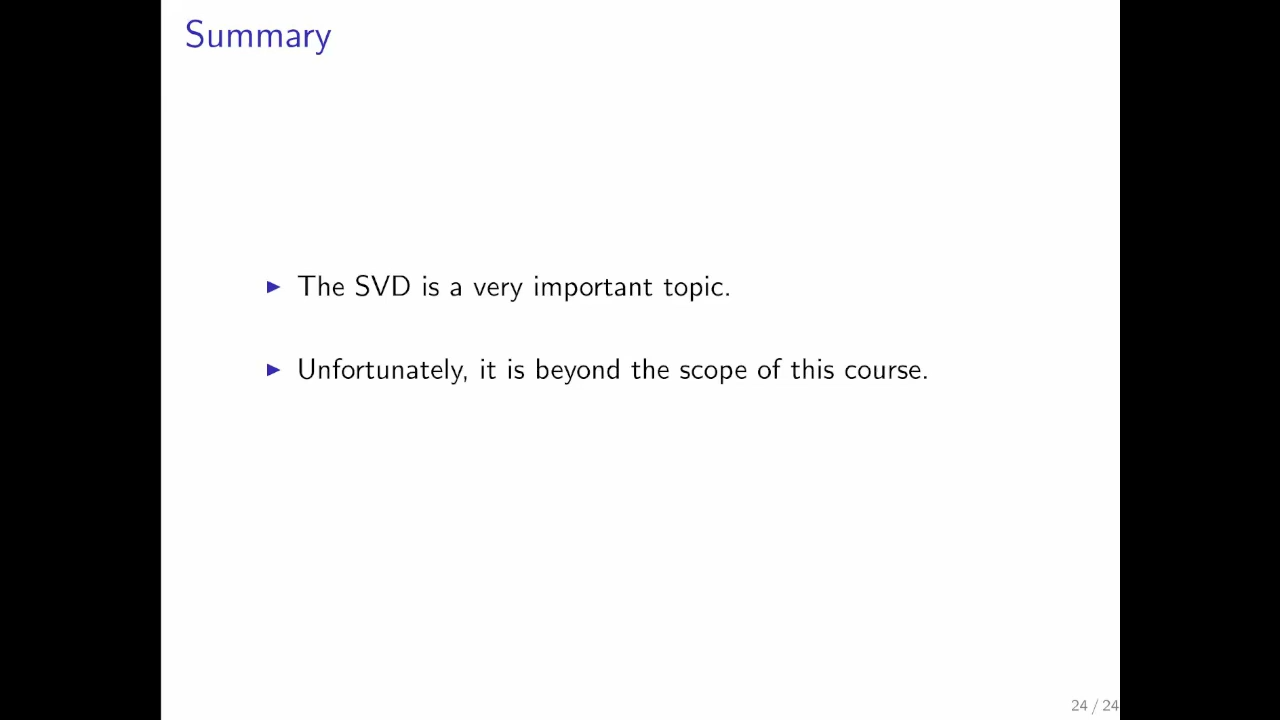 Summary
▶ The SVD is a very important topic.
▶ Unfortunately, it is beyond the scope of this course.
24 / 24